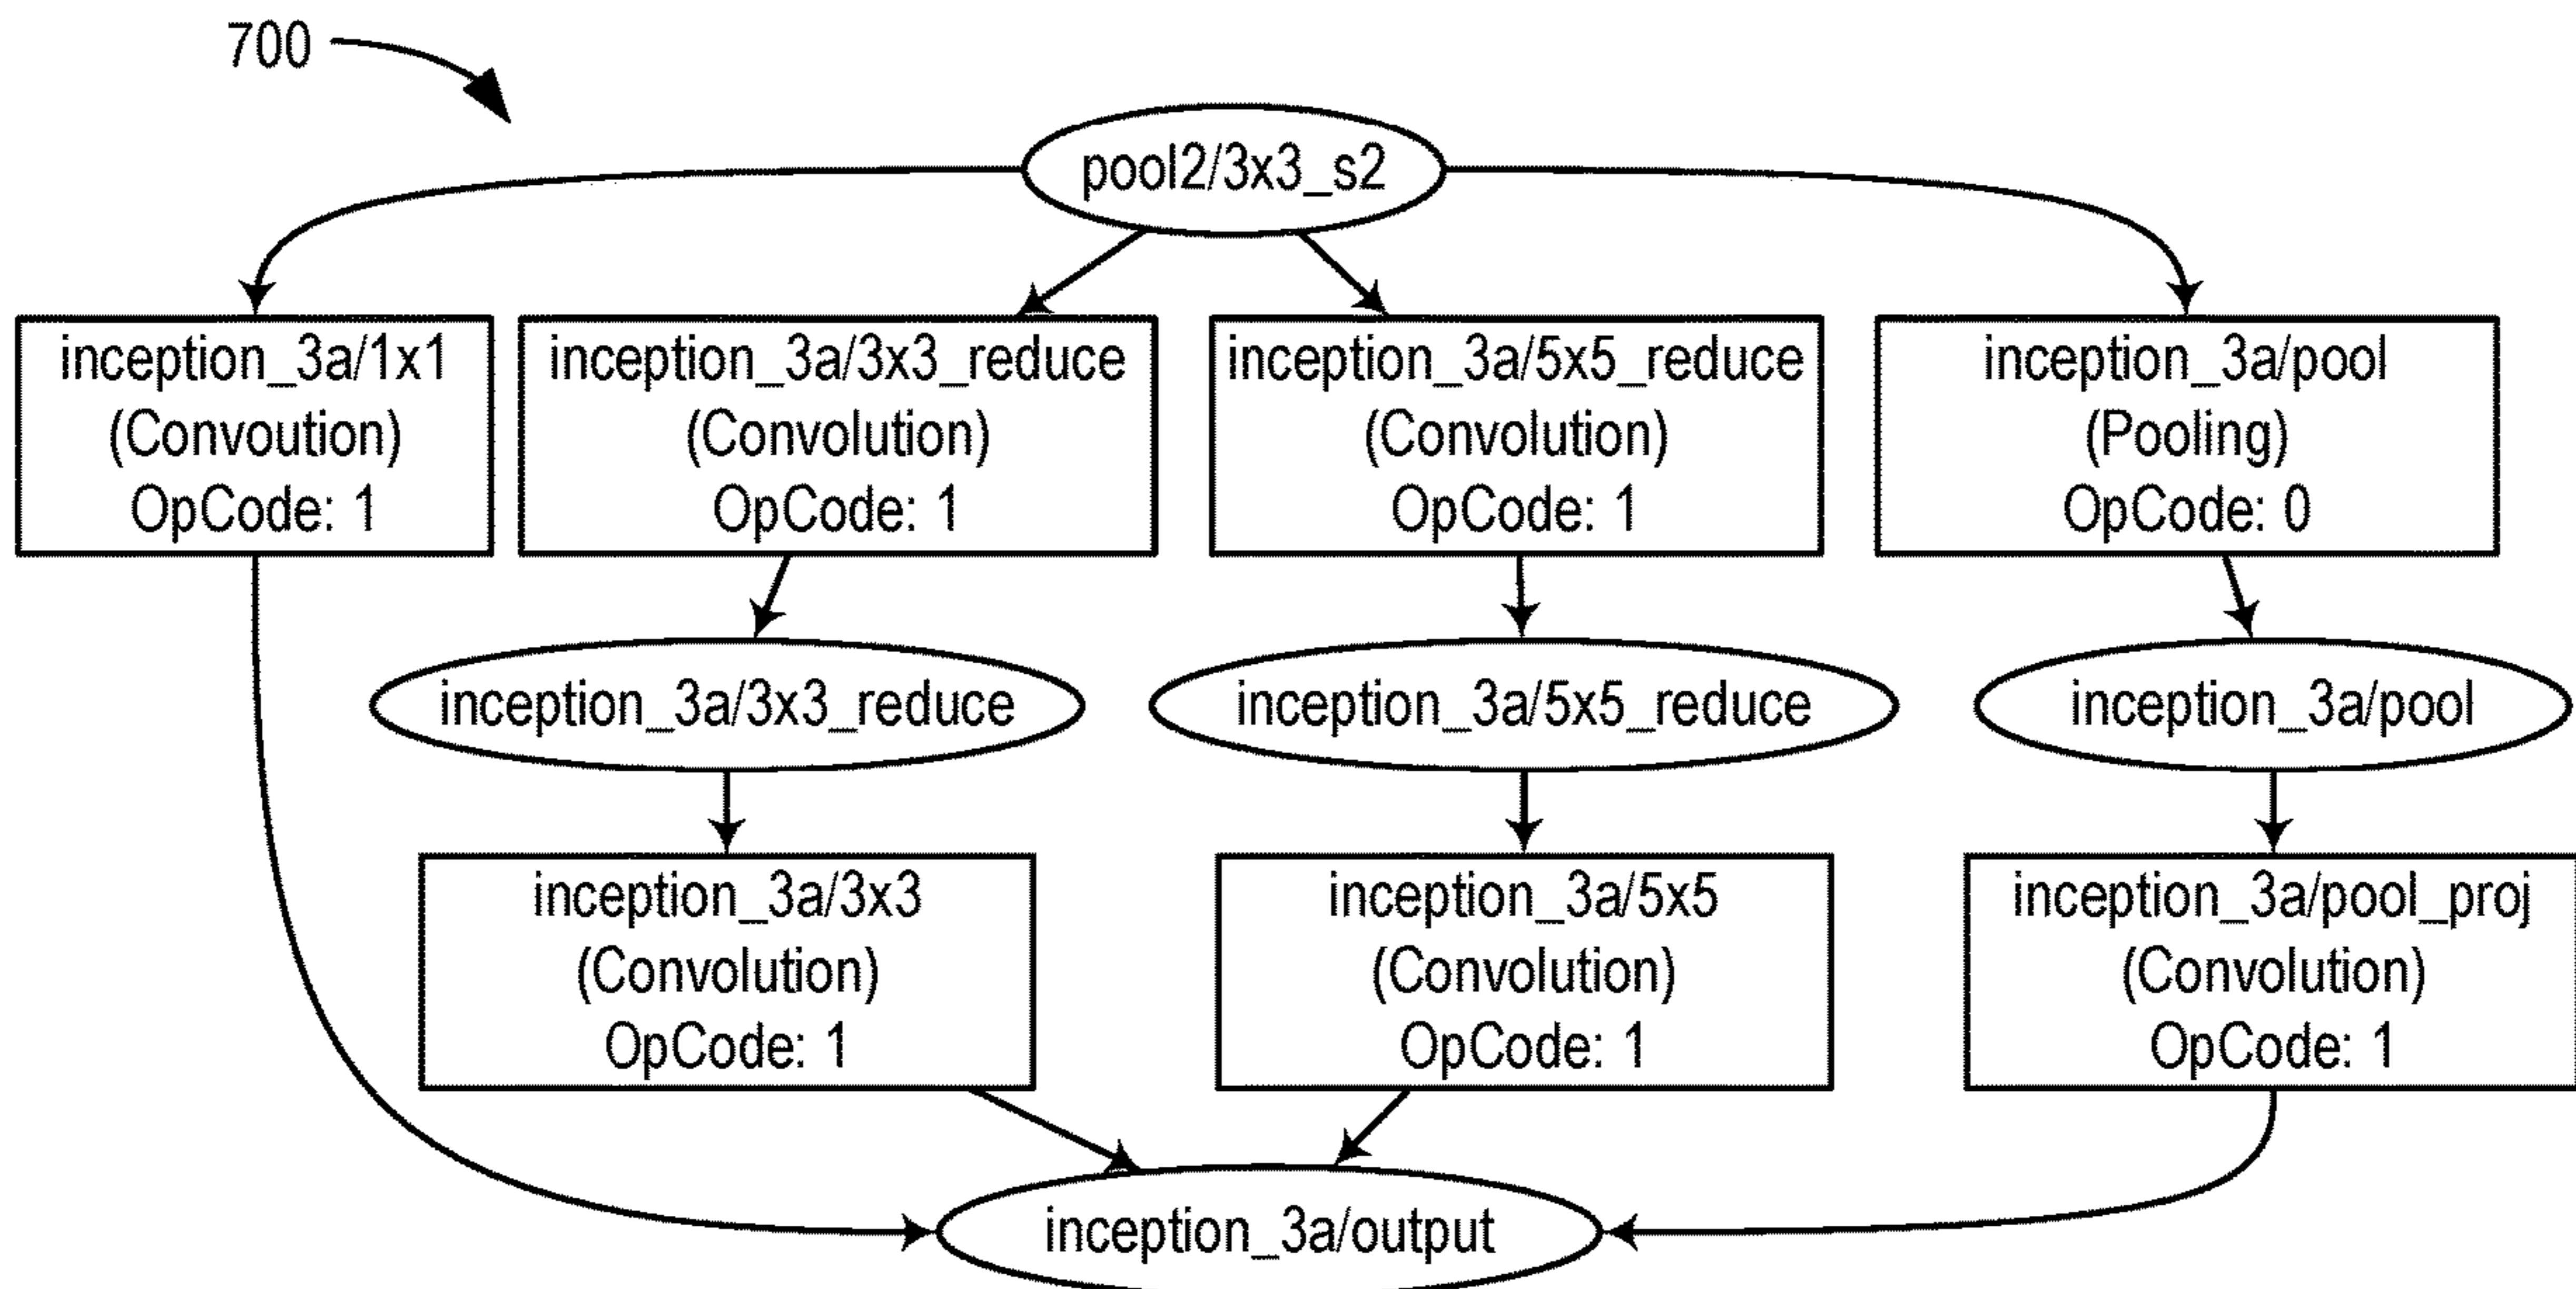 700
pool2/3x3_s2
inception_3a/1x1
(Convoution)
OpCode: 1
inception_3a/3x3_reduce
(Convolution)
OpCode: 1
inception_3a/5x5_reduce
(Convolution)
OpCode: 1
inception_3a/pool
(Pooling)
OpCode: 0
inception_3a/3x3_reduce
inception_3a/5x5_reduce
inception_3a/pool
inception_3a/3x3
(Convolution)
OpCode: 1
inception_3a/5x5
(Convolution)
OpCode: 1
inception_3a/pool_proj
(Convolution)
OpCode: 1
inception_3a/output